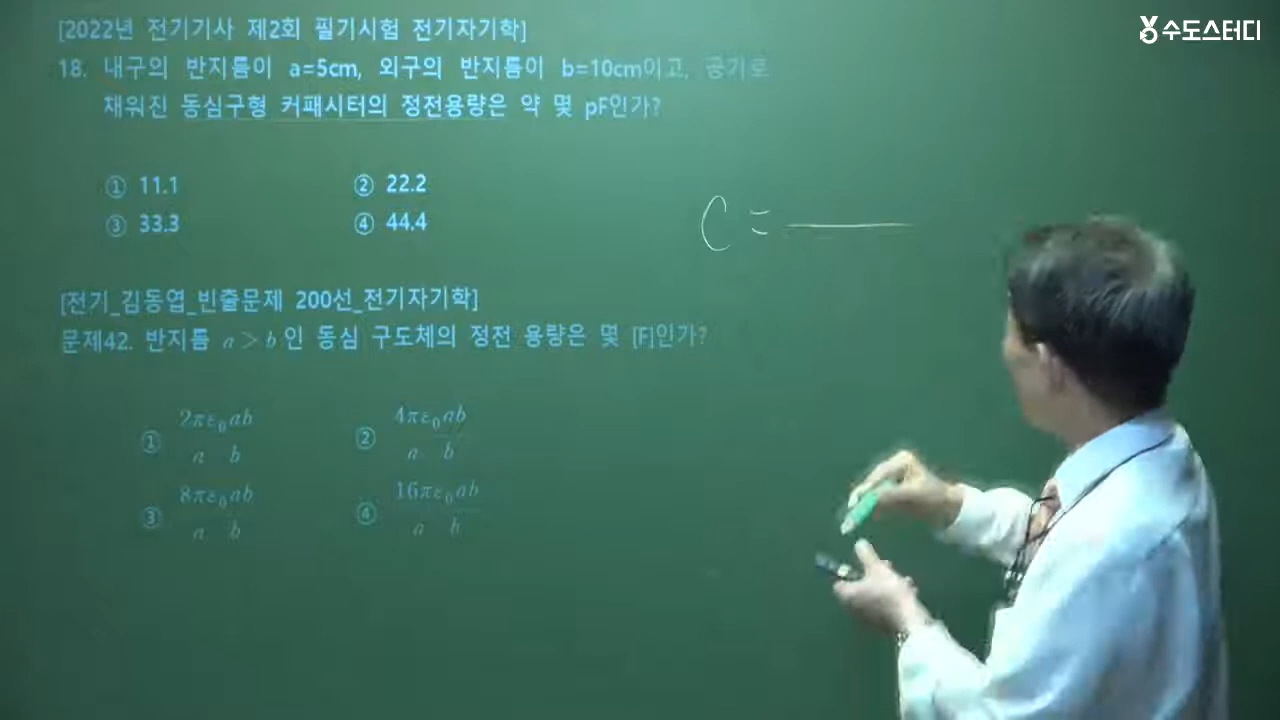 수도스터디
[2022년 전기기사 제2회 필기시험 전기자기학]
18. 내구의 반지름이 a=5cm, 외구의 반지름이 b=10cm이고, 공기로
채워진 동심구형 커패시터의 정전용량은 약 몇 pF인가?
① 11.1 ② 22.2
③ 33.3 ④ 44.4
C =
[전기_김동엽_빈출문제 200선_전기자기학]
문제42. 반지름 a > b 인 동심 구도체의 정전 용량은 몇 [F]인가?
① 2πε₀ab / a b ② 4πε₀ab / a b
③ 8πε₀ab / a b ④ 16πε₀ab / a b